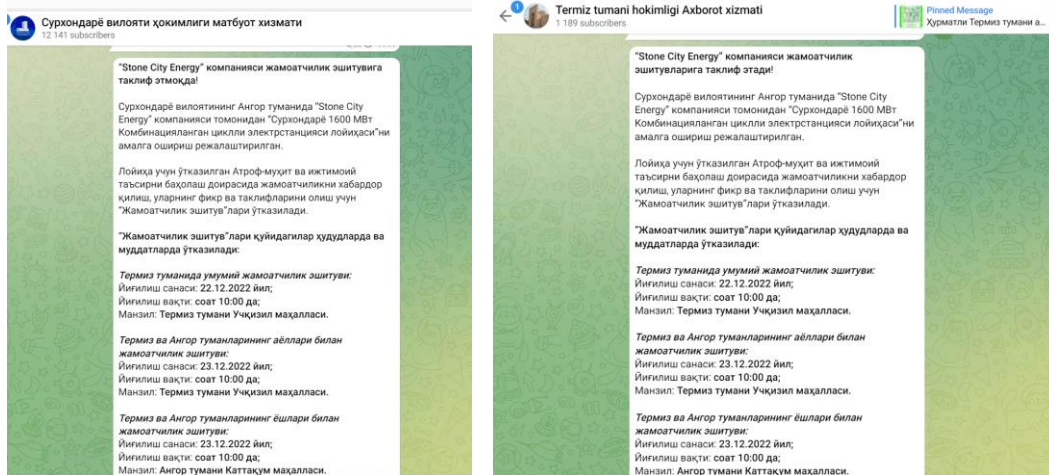 Сурхондарё вилояти ҳокимлиги матбуот хизмати
12 141 subscribers
"Stone City Energy" компанияси жамоатчилик эшитувига
таклиф этмоқда!
Сурхондарё вилоятининг Ангор туманида "Stone City
Energy" компанияси томонидан "Сурхондарё 1600 МВт
Комбинацияланган циклли электрстанцияси лойиҳаси"ни
амалга ошириш режалаштирилган.
Лойиҳа учун ўтказилган Атроф-муҳит ва ижтимоий
таъсирни баҳолаш доирасида жамоатчиликни хабардор
қилиш, уларнинг фикр ва таклифларини олиш учун
"Жамоатчилик эшитув"лари ўтказилади.
"Жамоатчилик эшитув"лари қуйидагилар ҳудудларда ва
муддатларда ўтказилади:
Термиз туманида умумий жамоатчилик эшитуви:
Йиғилиш санаси: 22.12.2022 йил;
Йиғилиш вақти: соат 10:00 да;
Манзил: Термиз тумани Учқизил маҳалласи.
Термиз ва Ангор туманларининг аёллари билан
жамоатчилик эшитуви:
Йиғилиш санаси: 23.12.2022 йил;
Йиғилиш вақти: соат 10:00 да;
Манзил: Термиз тумани Учқизил маҳалласи.
Термиз ва Ангор туманларининг ёшлари билан
жамоатчилик эшитуви:
Йиғилиш санаси: 23.12.2022 йил;
Йиғилиш вақти: соат 10:00 да;
Манзил: Ангор тумани Каттақум маҳалласи.
1
Termiz tumani hokimligi Axborot xizmati
1 189 subscribers
Pinned Message
Ҳурматли Термиз тумани а...
"Stone City Energy" компанияси жамоатчилик
эшитувларига таклиф этади!
Сурхондарё вилоятининг Ангор туманида "Stone City
Energy" компанияси томонидан "Сурхондарё 1600 МВт
Комбинацияланган циклли электрстанцияси лойиҳаси"ни
амалга ошириш режалаштирилган.
Лойиҳа учун ўтказилган Атроф-муҳит ва ижтимоий
таъсирни баҳолаш доирасида жамоатчиликни хабардор
қилиш, уларнинг фикр ва таклифларини олиш учун
"Жамоатчилик эшитув"лари ўтказилади.
"Жамоатчилик эшитув"лари қуйидагилар ҳудудларда ва
муддатларда ўтказилади:
Термиз туманида умумий жамоатчилик эшитуви:
Йиғилиш санаси: 22.12.2022 йил;
Йиғилиш вақти: соат 10:00 да;
Манзил: Термиз тумани Учқизил маҳалласи.
Термиз ва Ангор туманларининг аёллари билан
жамоатчилик эшитуви:
Йиғилиш санаси: 23.12.2022 йил;
Йиғилиш вақти: соат 10:00 да;
Манзил: Термиз тумани Учқизил маҳалласи.
Термиз ва Ангор туманларининг ёшлари билан
жамоатчилик эшитуви:
Йиғилиш санаси: 23.12.2022 йил;
Йиғилиш вақти: соат 10:00 да;
Манзил: Ангор тумани Каттақум маҳалласи.